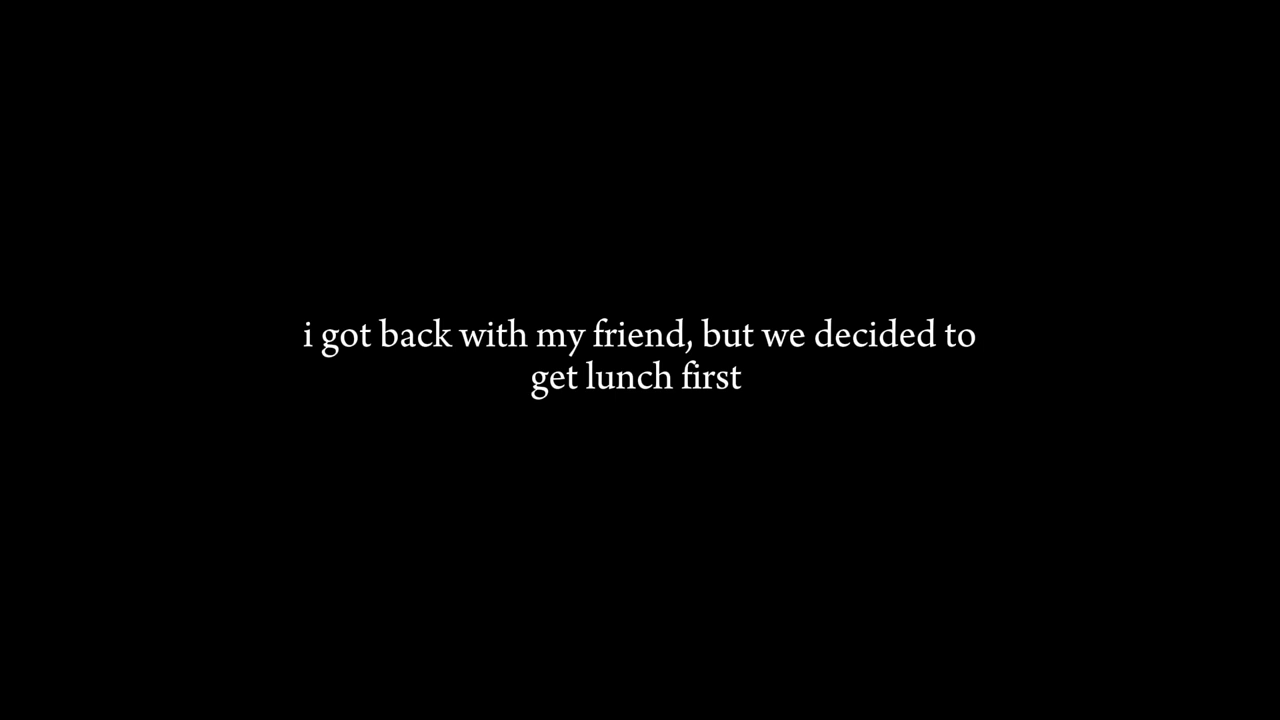 i got back with my friend, but we decided to
get lunch first